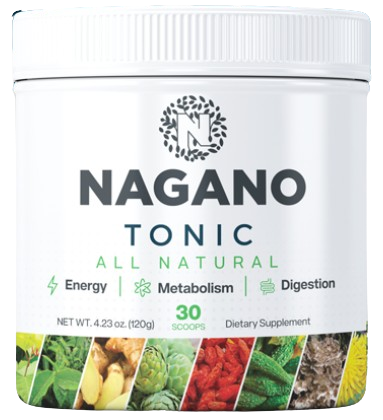 N
NAGANO
TONIC
ALL NATURAL
Energy | Metabolism | Digestion
30
SCOOPS
NET WT. 4.23 oz. (120g)
Dietary Supplement